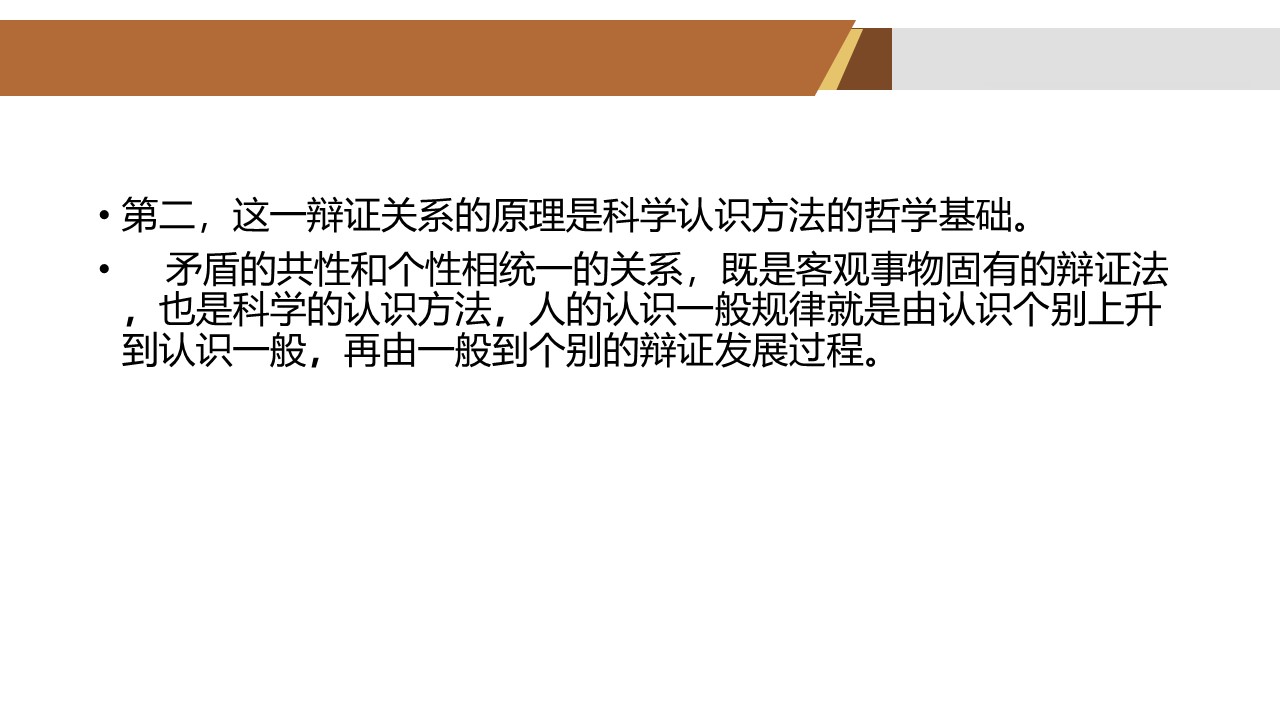 • 第二，这一辩证关系的原理是科学认识方法的哲学基础。
• 矛盾的共性和个性相统一的关系，既是客观事物固有的辩证法
，也是科学的认识方法，人的认识一般规律就是由认识个别上升
到认识一般，再由一般到个别的辩证发展过程。